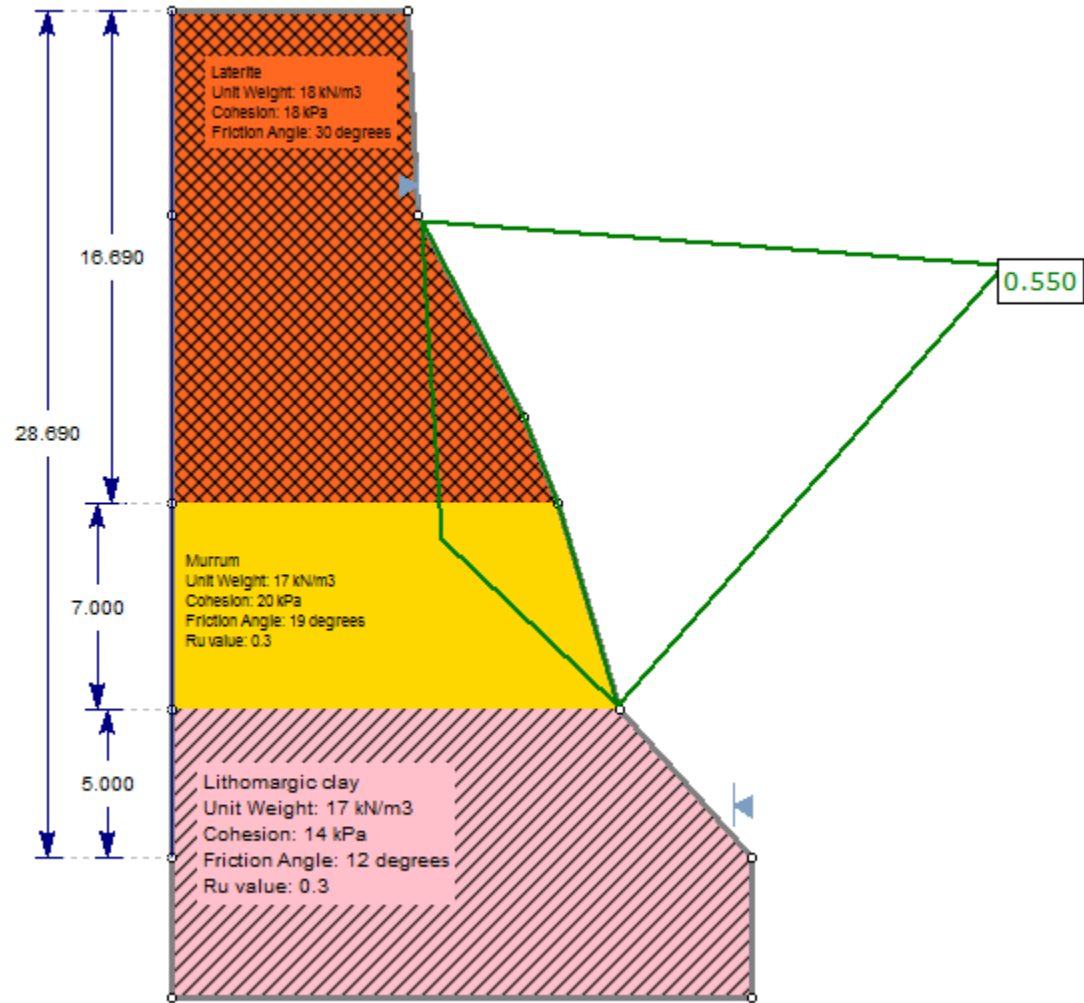 Laterite
Unit Weight: 18 kN/m3
Cohesion: 18 kPa
Friction Angle: 30 degrees
16.690
0.550
28.690
Murrum
Unit Weight: 17 kN/m3
Cohesion: 20 kPa
Friction Angle: 19 degrees
Ru value: 0.3
7.000
5.000
Lithomargic clay
Unit Weight: 17 kN/m3
Cohesion: 14 kPa
Friction Angle: 12 degrees
Ru value: 0.3